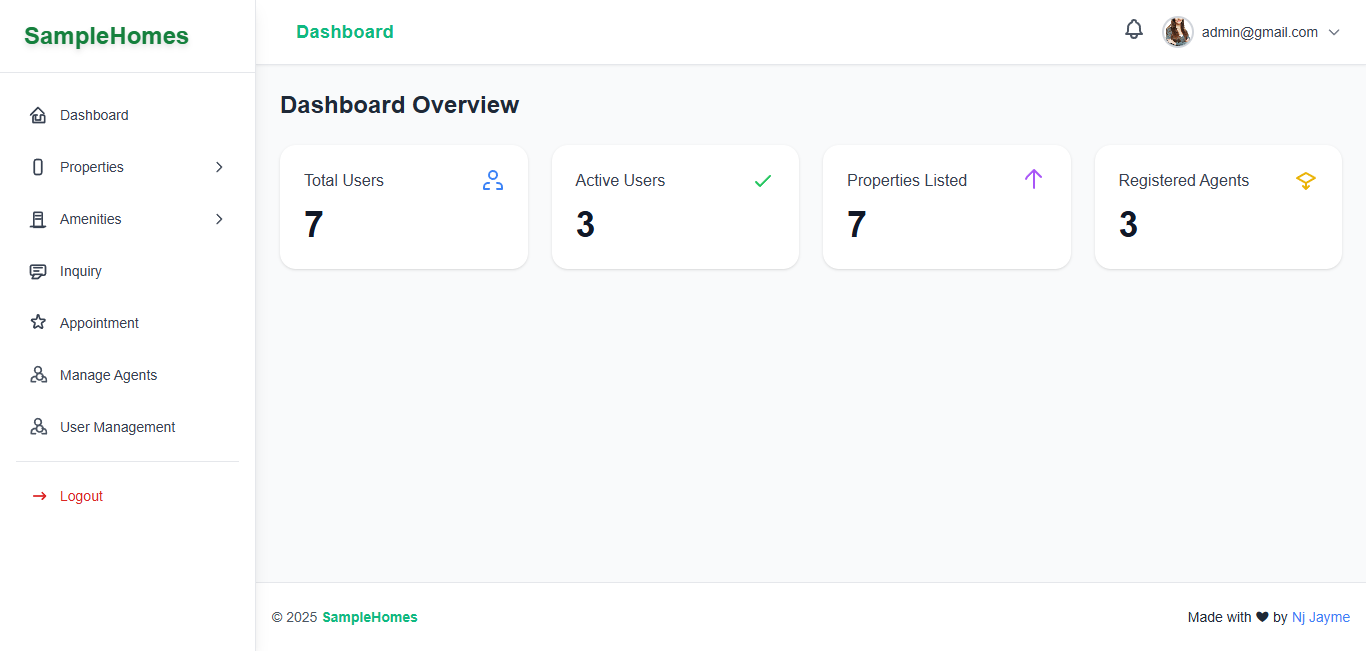 SampleHomes
Dashboard
admin@gmail.com
Dashboard
Properties
Amenities
Inquiry
Appointment
Manage Agents
User Management
Logout
Dashboard Overview
Total Users
7
Active Users
3
Properties Listed
7
Registered Agents
3
© 2025 SampleHomes
Made with ♥ by Nj Jayme